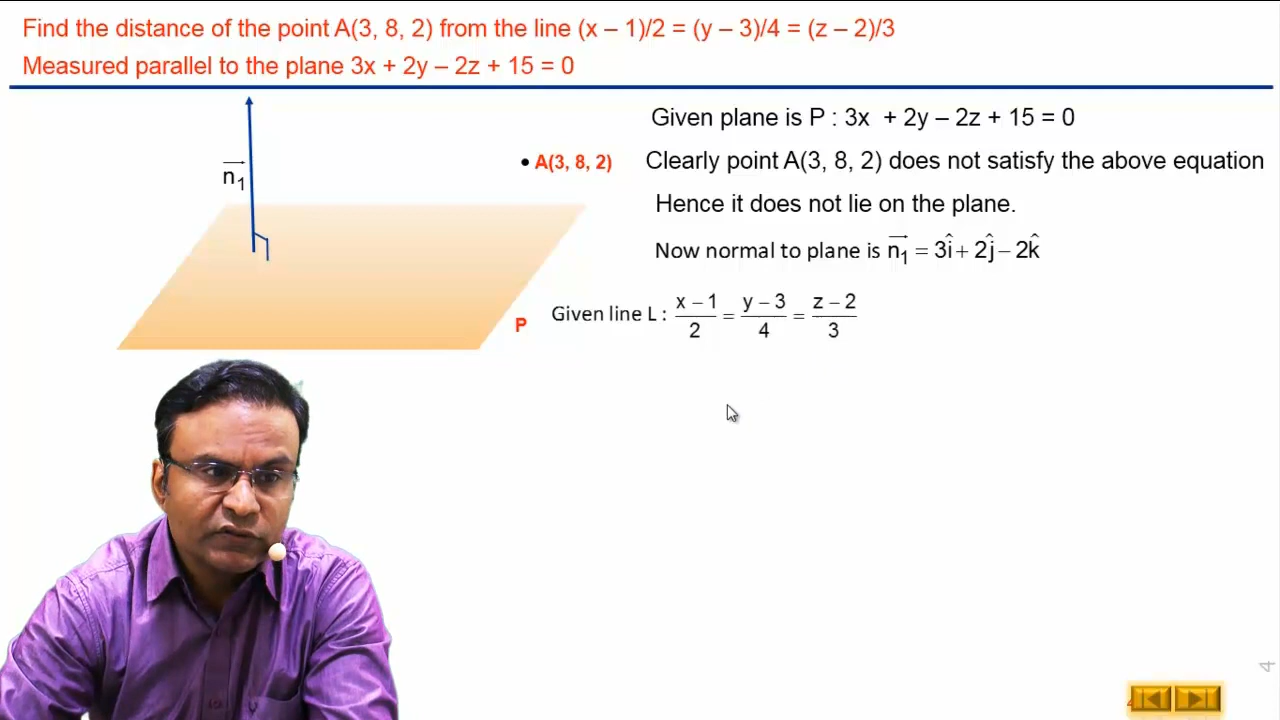 Find the distance of the point A(3, 8, 2) from the line (x – 1)/2 = (y – 3)/4 = (z – 2)/3
Measured parallel to the plane 3x + 2y – 2z + 15 = 0
Given plane is P : 3x + 2y – 2z + 15 = 0
• A(3, 8, 2)
Clearly point A(3, 8, 2) does not satisfy the above equation
n₁
Hence it does not lie on the plane.
Now normal to plane is n₁ = 3î + 2ĵ – 2k̂
P
Given line L : (x – 1)/2 = (y – 3)/4 = (z – 2)/3
4